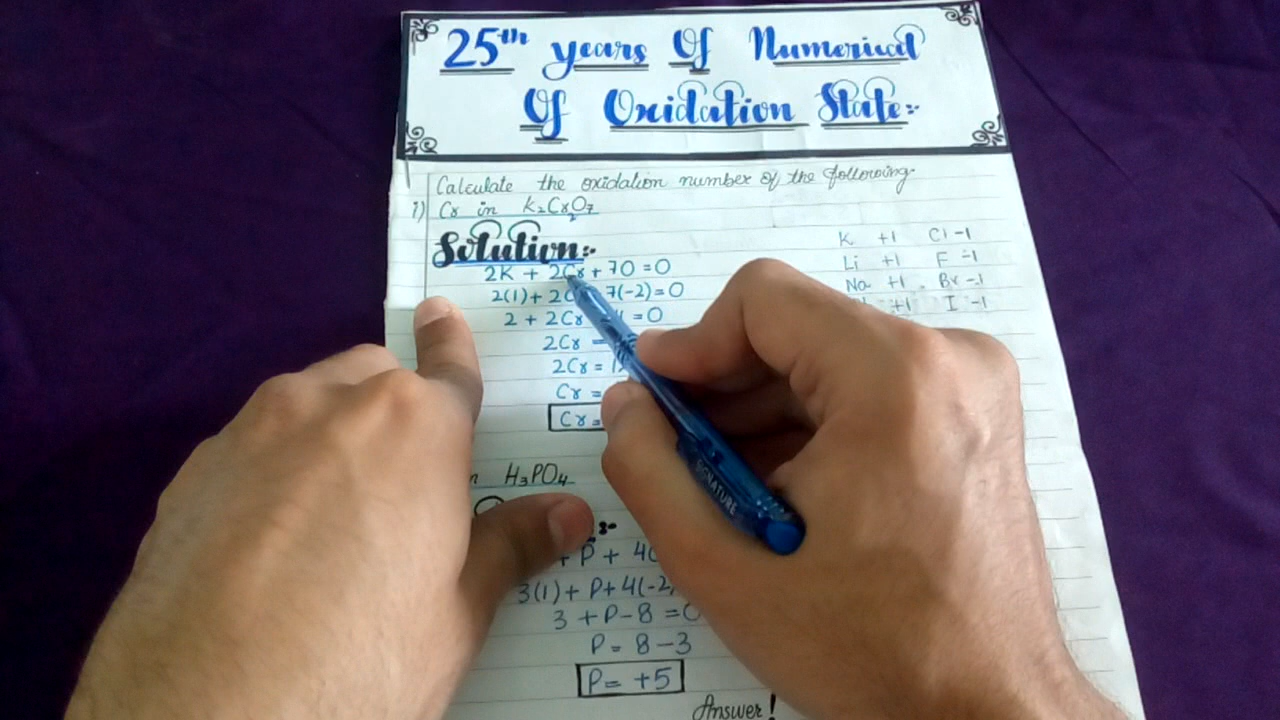 25th years Of Numerical
Of Oxidation State:-
Calculate the oxidation number of the following.
1) Cr in K₂Cr₂O₇
Solution:-
2K + 2Cr + 7O = 0
2(1) + 2C 7(-2) = 0
2 + 2Cr = 0
2Cr =
2Cr = 1
Cr =
Cr =
K +1 Cl -1
Li +1 F -1
Na +1 Br -1
+1 I -1
H₃PO₄
+ P + 4
3(1) + P + 4(-2
3 + P - 8 = 0
P = 8 - 3
P = +5
Answer!
SIGNATURE